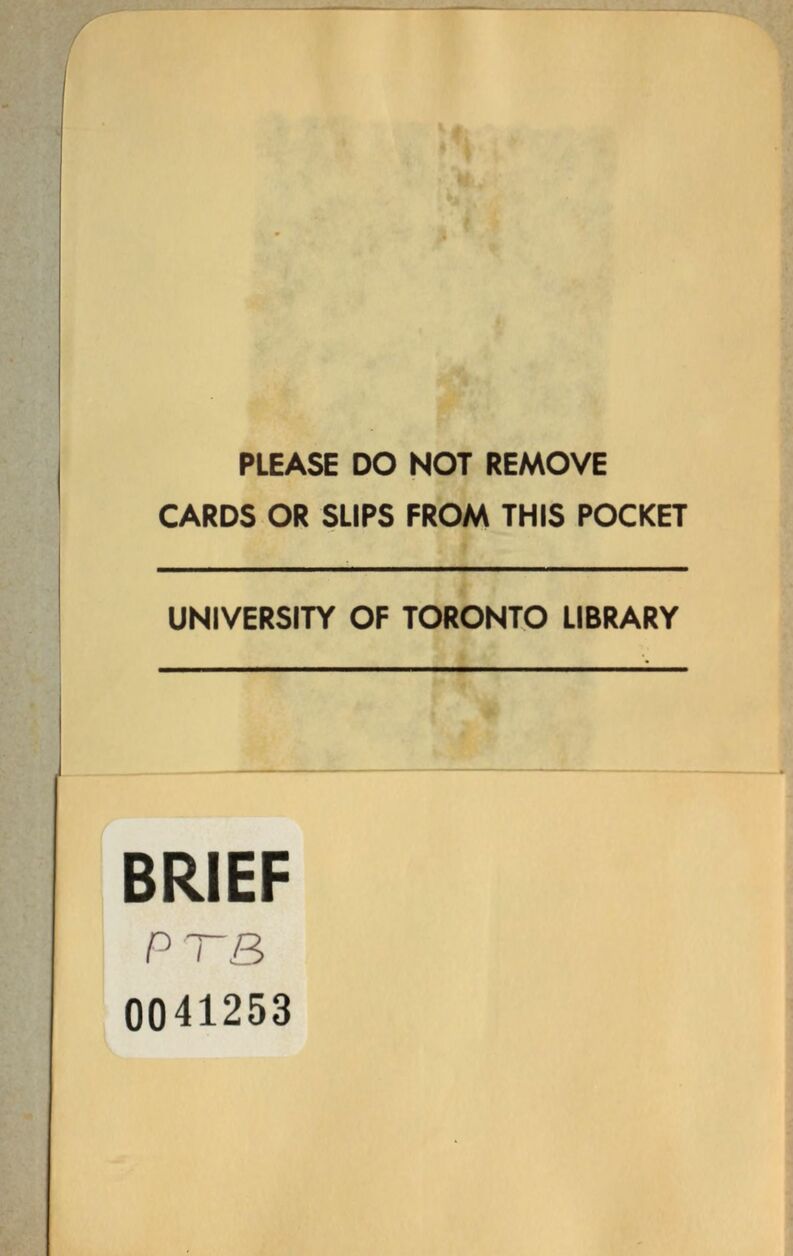 PLEASE DO NOT REMOVE
CARDS OR SLIPS FROM THIS POCKET
UNIVERSITY OF TORONTO LIBRARY
BRIEF
PTB
0041253